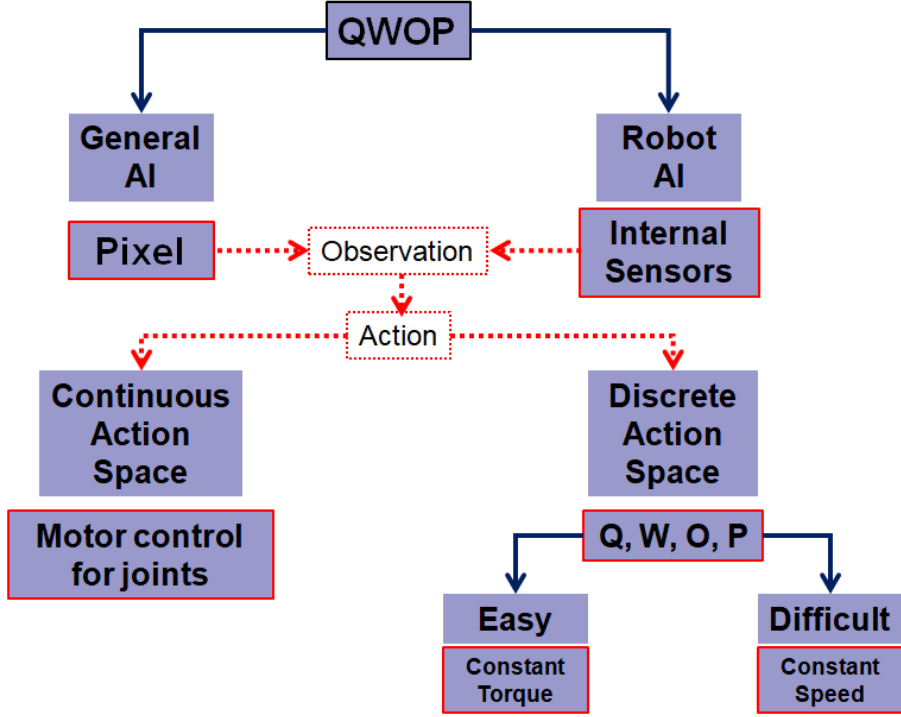 QWOP
General
AI
Robot
AI
Pixel
Observation
Internal
Sensors
Action
Continuous
Action
Space
Discrete
Action
Space
Motor control
for joints
Q, W, O, P
Easy
Difficult
Constant
Torque
Constant
Speed